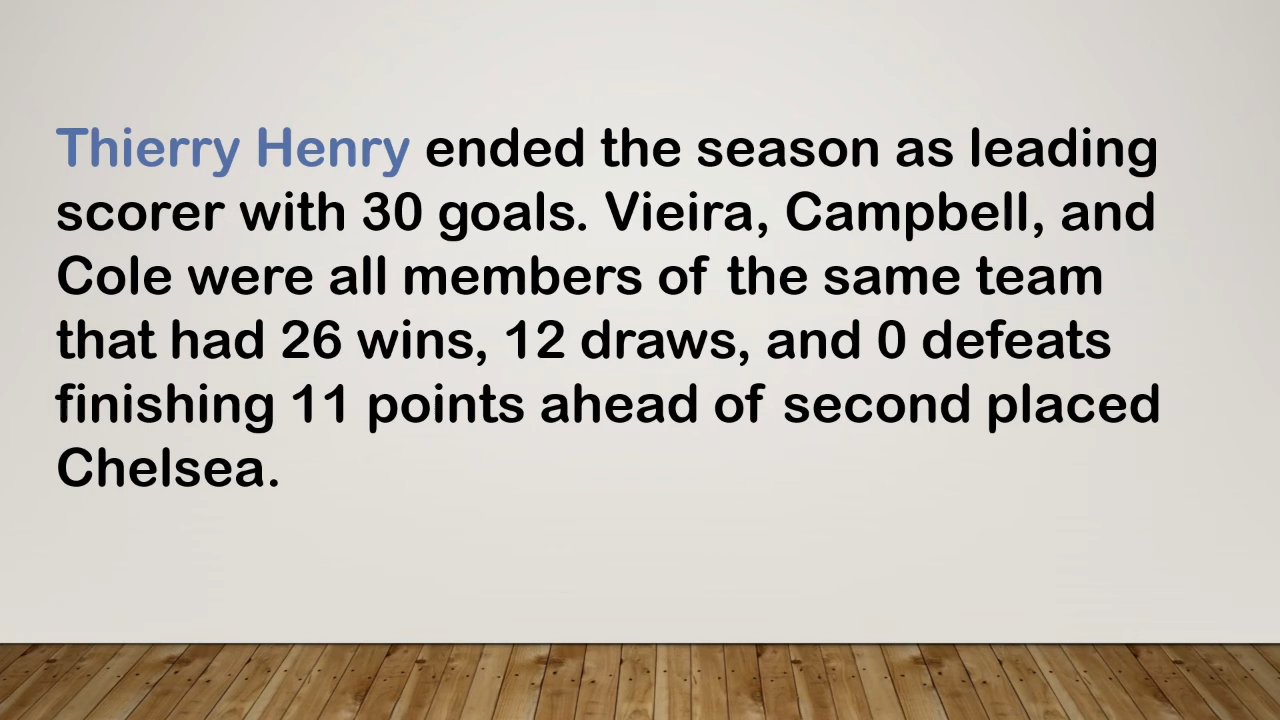 Thierry Henry ended the season as leading
scorer with 30 goals. Vieira, Campbell, and
Cole were all members of the same team
that had 26 wins, 12 draws, and 0 defeats
finishing 11 points ahead of second placed
Chelsea.